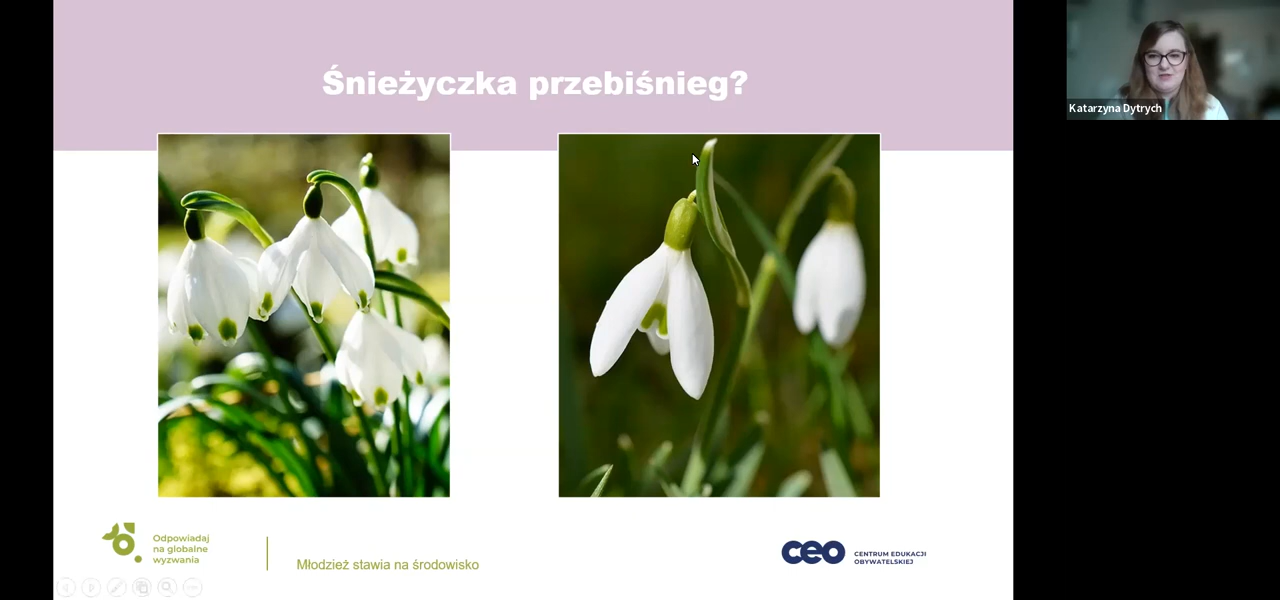 Śnieżyczka przebiśnieg?
Katarzyna Dytrych
Odpowiadaj
na globalne
wyzwania
Młodzież stawia na środowisko
ceo
CENTRUM EDUKACJI
OBYWATELSKIEJ